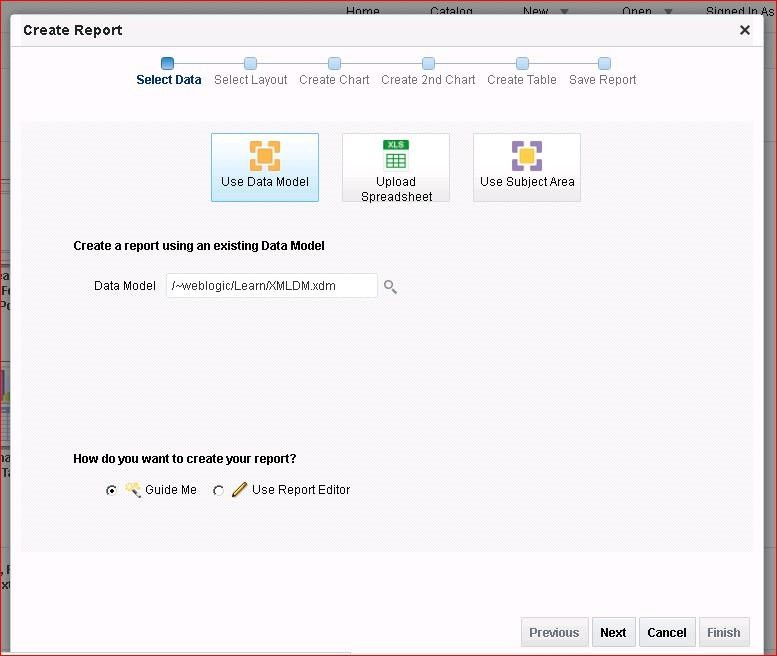 Home Catalog New Open Signed In As
Create Report
Select Data Select Layout Create Chart Create 2nd Chart Create Table Save Report
XLS
Use Data Model Upload Spreadsheet Use Subject Area
Create a report using an existing Data Model
Data Model /~weblogic/Learn/XMLDM.xdm
How do you want to create your report?
Guide Me Use Report Editor
Previous Next Cancel Finish